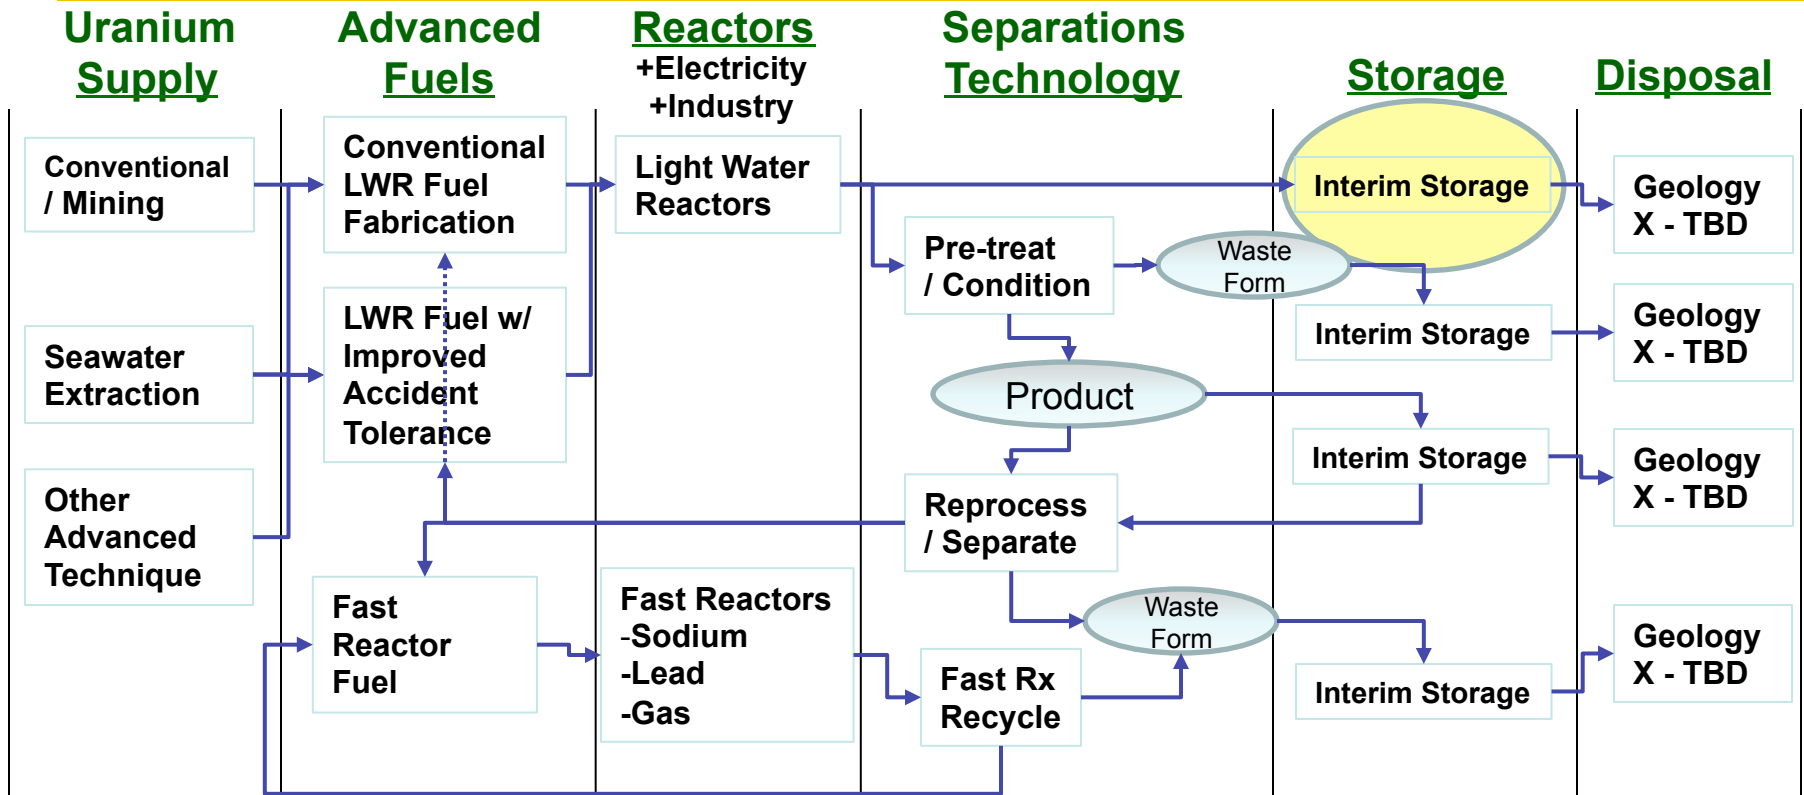 Uranium
Supply
Advanced
Fuels
Reactors
+Electricity
+Industry
Separations
Technology
Storage
Disposal
Conventional
/ Mining
Seawater
Extraction
Other
Advanced
Technique
Conventional
LWR Fuel
Fabrication
LWR Fuel w/
Improved
Accident
Tolerance
Fast
Reactor
Fuel
Light Water
Reactors
Fast Reactors
-Sodium
-Lead
-Gas
Pre-treat
/ Condition
Waste
Form
Product
Reprocess
/ Separate
Waste
Form
Fast Rx
Recycle
Interim Storage
Interim Storage
Interim Storage
Interim Storage
Geology
X - TBD
Geology
X - TBD
Geology
X - TBD
Geology
X - TBD